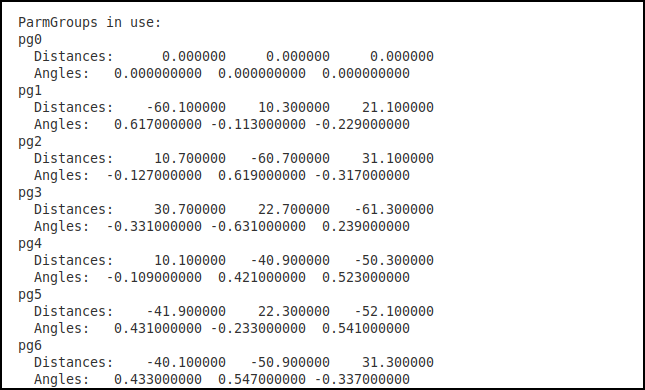 ParmGroups in use:
pg0
  Distances:      0.000000     0.000000     0.000000
  Angles:   0.000000000  0.000000000  0.000000000
pg1
  Distances:    -60.100000    10.300000    21.100000
  Angles:   0.617000000 -0.113000000 -0.229000000
pg2
  Distances:     10.700000   -60.700000    31.100000
  Angles:  -0.127000000  0.619000000 -0.317000000
pg3
  Distances:     30.700000    22.700000   -61.300000
  Angles:  -0.331000000 -0.631000000  0.239000000
pg4
  Distances:     10.100000   -40.900000   -50.300000
  Angles:  -0.109000000  0.421000000  0.523000000
pg5
  Distances:    -41.900000    22.300000   -52.100000
  Angles:   0.431000000 -0.233000000  0.541000000
pg6
  Distances:    -40.100000   -50.900000    31.300000
  Angles:   0.433000000  0.547000000 -0.337000000